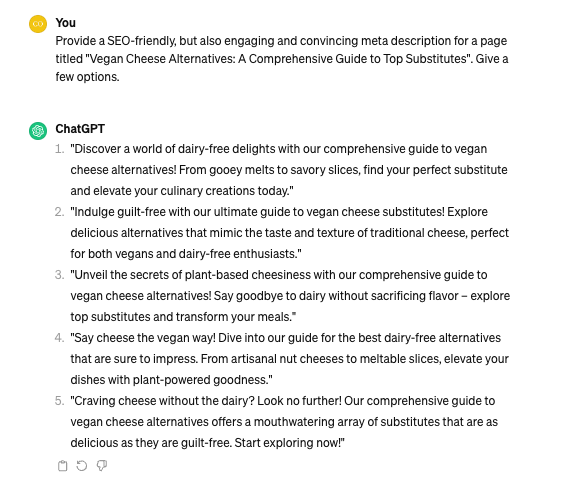 CO You
Provide a SEO-friendly, but also engaging and convincing meta description for a page
titled "Vegan Cheese Alternatives: A Comprehensive Guide to Top Substitutes". Give a
few options.
ChatGPT
1. "Discover a world of dairy-free delights with our comprehensive guide to vegan
cheese alternatives! From gooey melts to savory slices, find your perfect substitute
and elevate your culinary creations today."
2. "Indulge guilt-free with our ultimate guide to vegan cheese substitutes! Explore
delicious alternatives that mimic the taste and texture of traditional cheese, perfect
for both vegans and dairy-free enthusiasts."
3. "Unveil the secrets of plant-based cheesiness with our comprehensive guide to
vegan cheese alternatives! Say goodbye to dairy without sacrificing flavor – explore
top substitutes and transform your meals."
4. "Say cheese the vegan way! Dive into our guide for the best dairy-free alternatives
that are sure to impress. From artisanal nut cheeses to meltable slices, elevate your
dishes with plant-powered goodness."
5. "Craving cheese without the dairy? Look no further! Our comprehensive guide to
vegan cheese alternatives offers a mouthwatering array of substitutes that are as
delicious as they are guilt-free. Start exploring now!"